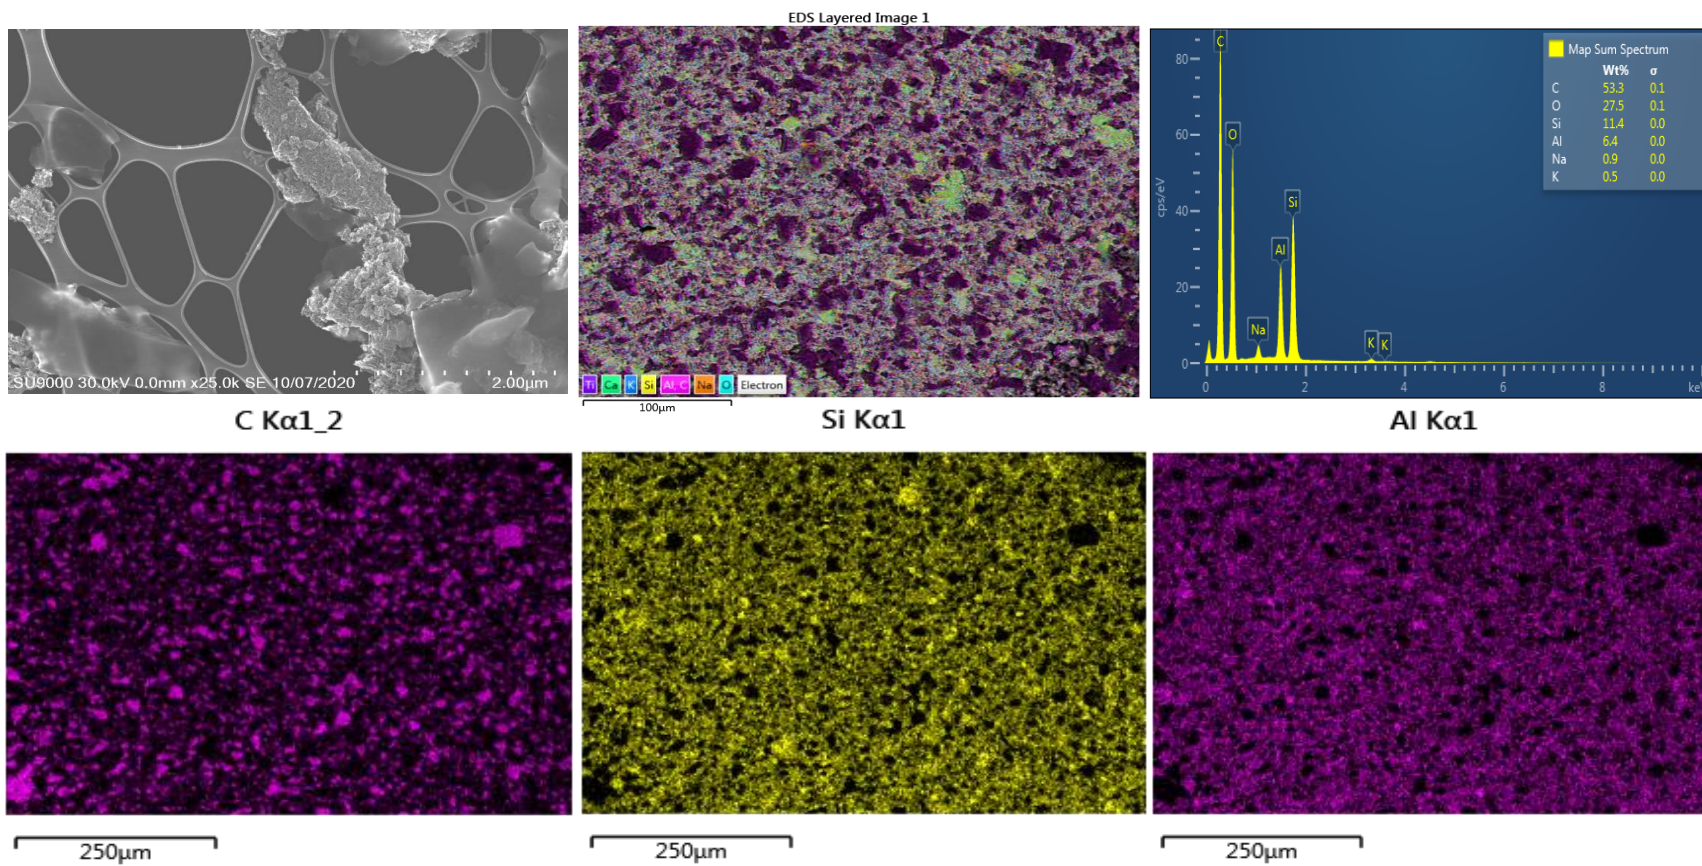 EDS Layered Image 1
SU9000 30.0kV 0.0mm x25.0k SE 10/07/2020
2.00µm
Ti Ca K Si Al, C Na O Electron
100µm
Map Sum Spectrum
Wt% σ
C 53.3 0.1
O 27.5 0.1
Si 11.4 0.0
Al 6.4 0.0
Na 0.9 0.0
K 0.5 0.0
cps/eV
80
60
40
20
0
C
O
Na
Al
Si
K
K
0 2 4 6 8 ke
C Kα1_2
Si Kα1
Al Kα1
250µm
250µm
250µm